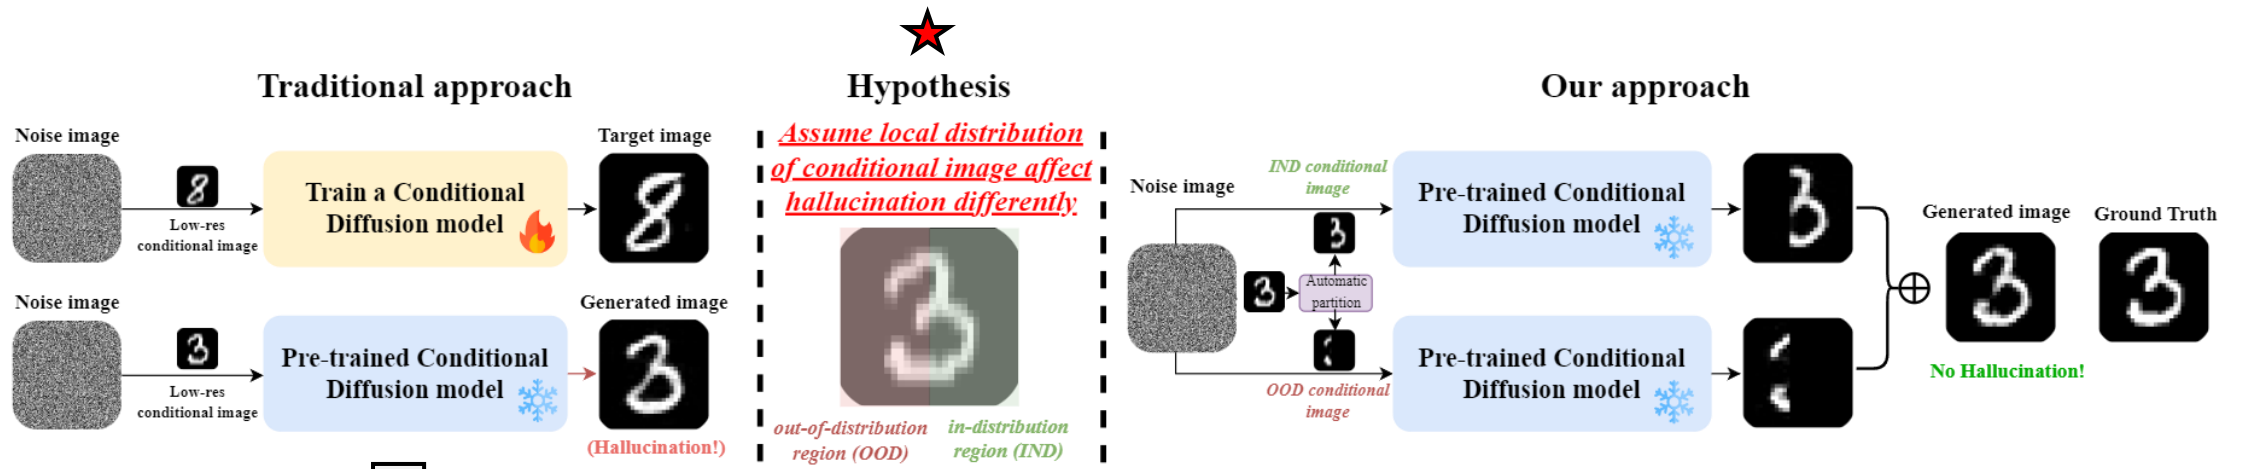 Traditional approach
Noise image
Low-res
conditional image
Train a Conditional
Diffusion model
Target image
Noise image
Low-res
conditional image
Pre-trained Conditional
Diffusion model
Generated image
(Hallucination!)
Hypothesis
Assume local distribution
of conditional image affect
hallucination differently
out-of-distribution
region (OOD)
in-distribution
region (IND)
Our approach
Noise image
IND conditional
image
Automatic
partition
OOD conditional
image
Pre-trained Conditional
Diffusion model
Pre-trained Conditional
Diffusion model
Generated image
No Hallucination!
Ground Truth